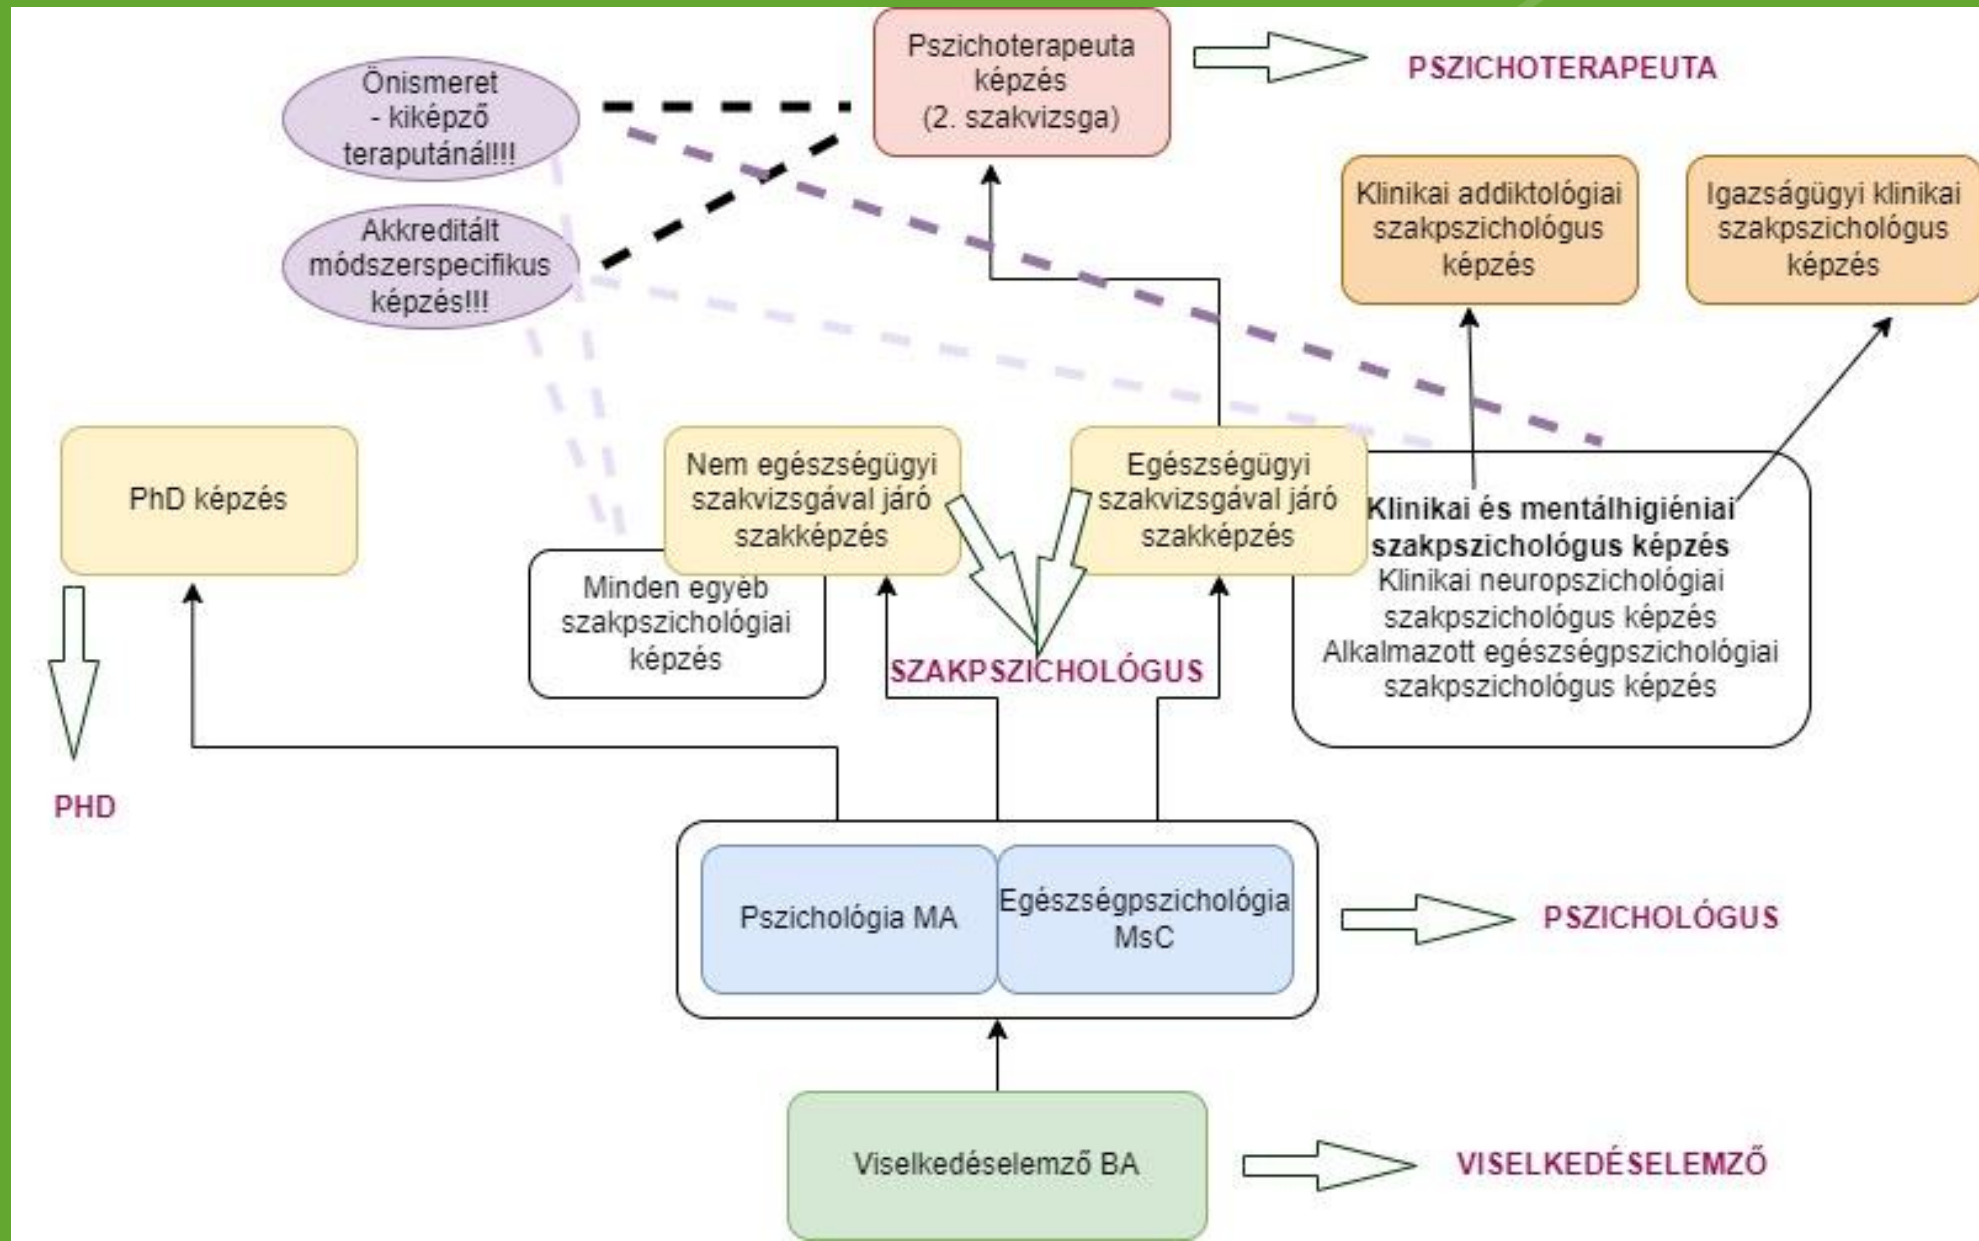 Pszichoterapeuta
képzés
(2. szakvizsga)
PSZICHOTERAPEUTA
Önismeret
- kiképző
teraputánál!!!
Akkreditált
módszerspecifikus
képzés!!!
Klinikai addiktológiai
szakpszichológus
képzés
Igazságügyi klinikai
szakpszichológus
képzés
PhD képzés
Nem egészségügyi
szakvizsgával járó
szakképzés
Egészségügyi
szakvizsgával járó
szakképzés
Klinikai és mentálhigiéniai
szakpszichológus képzés
Klinikai neuropszichológiai
szakpszichológus képzés
Alkalmazott egészségpszichológiai
szakpszichológus képzés
Minden egyéb
szakpszichológiai
képzés
SZAKPSZICHOLÓGUS
PHD
Pszichológia MA
Egészségpszichológia
MsC
PSZICHOLÓGUS
Viselkedéselemző BA
VISELKEDÉSELEMZŐ